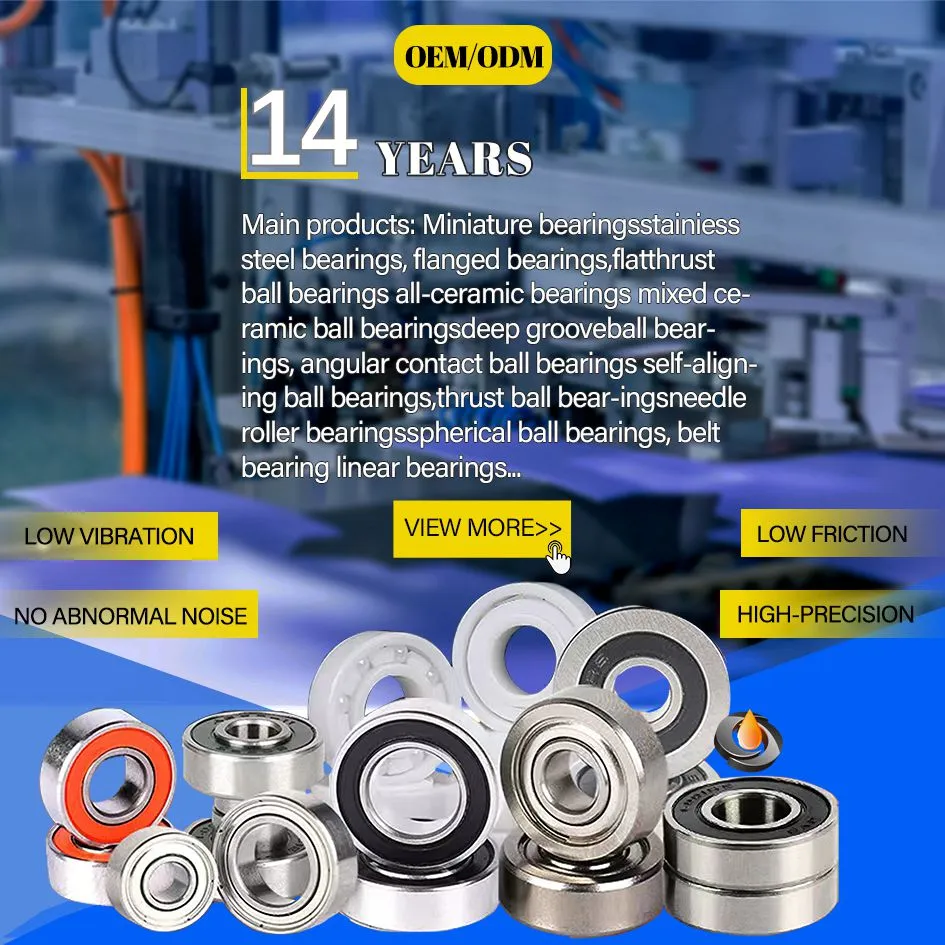 OEM/ODM
14 YEARS
Main products: Miniature bearingsstainiess
steel bearings, flanged bearings,flatthrust
ball bearings all-ceramic bearings mixed ce-
ramic ball bearingsdeep grooveball bear-
ings, angular contact ball bearings self-align-
ing ball bearings,thrust ball bear-ingsneedle
roller bearingsspherical ball bearings, belt
bearing linear bearings...
LOW VIBRATION
VIEW MORE>>
LOW FRICTION
NO ABNORMAL NOISE
HIGH-PRECISION